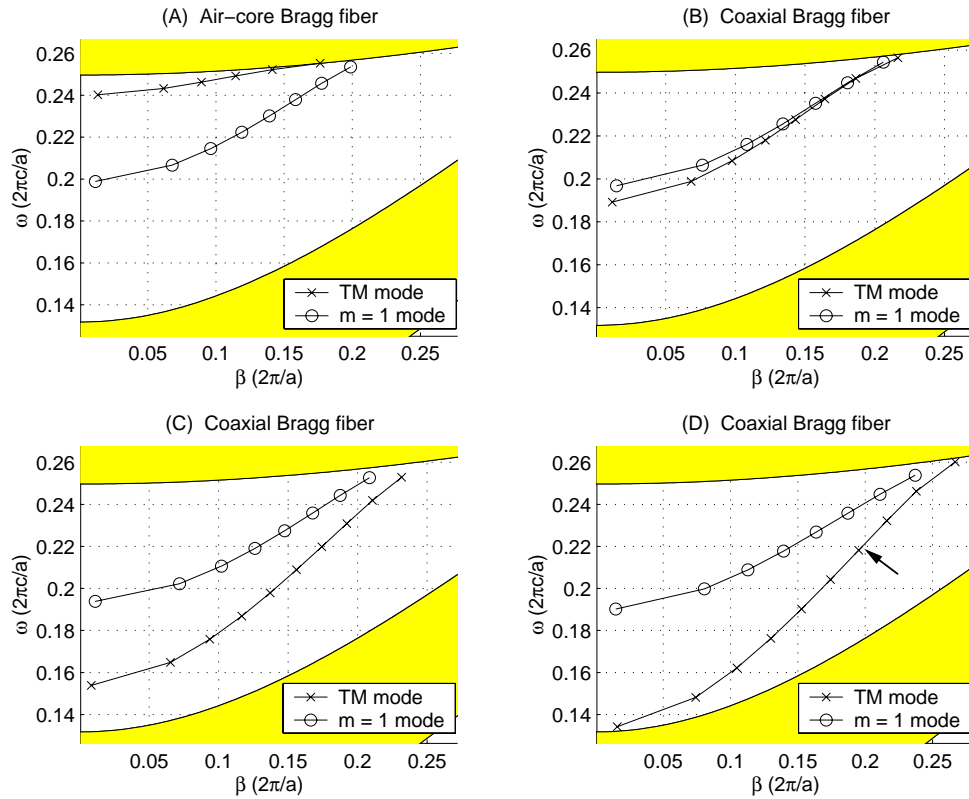 (A) Air−core Bragg fiber
0.26
0.24
0.22
0.2
0.18
0.16
0.14
ω (2πc/a)
0.05 0.1 0.15 0.2 0.25
β (2π/a)
TM mode
m = 1 mode
(B) Coaxial Bragg fiber
0.26
0.24
0.22
0.2
0.18
0.16
0.14
ω (2πc/a)
0.05 0.1 0.15 0.2 0.25
β (2π/a)
TM mode
m = 1 mode
(C) Coaxial Bragg fiber
0.26
0.24
0.22
0.2
0.18
0.16
0.14
ω (2πc/a)
0.05 0.1 0.15 0.2 0.25
β (2π/a)
TM mode
m = 1 mode
(D) Coaxial Bragg fiber
0.26
0.24
0.22
0.2
0.18
0.16
0.14
ω (2πc/a)
0.05 0.1 0.15 0.2 0.25
β (2π/a)
TM mode
m = 1 mode